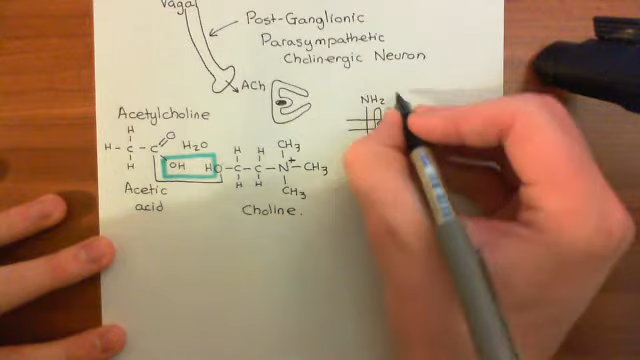 Vagal
Post-Ganglionic
Parasympathetic
Cholinergic Neuron
ACh
NH2
Acetylcholine
H
O
H2O
H - C - C
OH
H
HO - C - C - N+ - CH3
H
H
CH3
H
H
CH3
Acetic
acid
Choline.